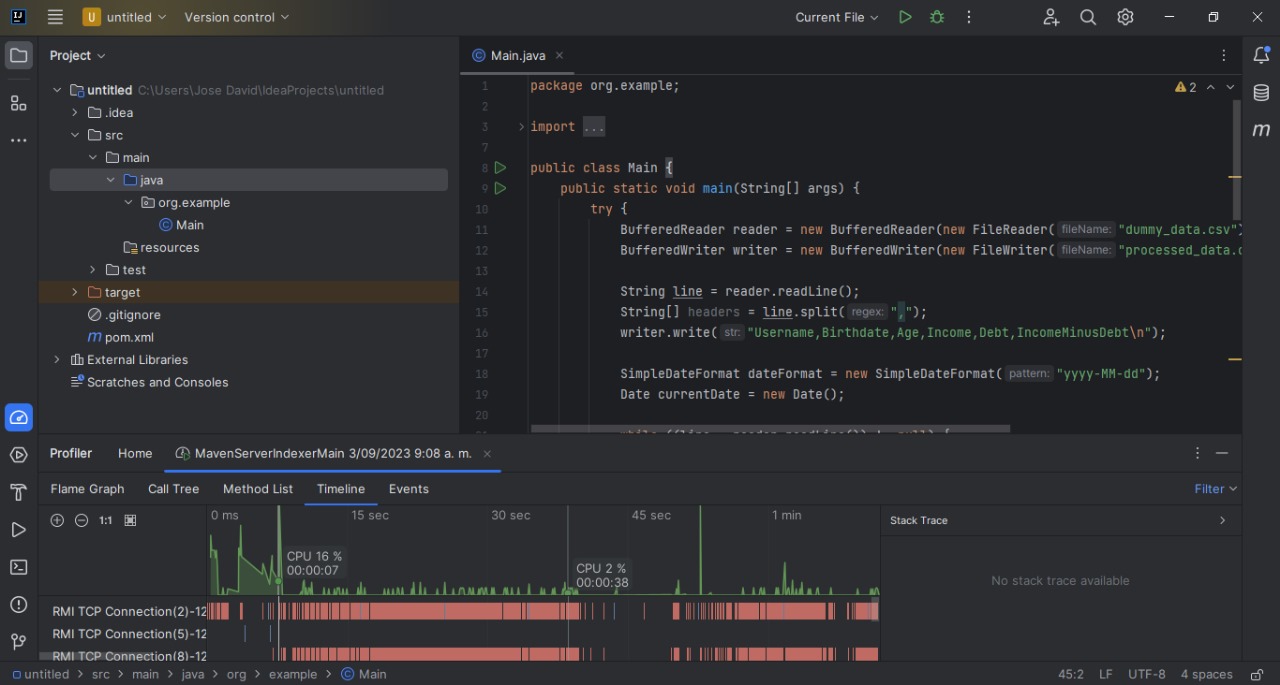 U untitled Version control Current File
Project
Main.java
untitled C:\Users\Jose David\IdeaProjects\untitled
.idea
src
main
java
org.example
Main
resources
test
target
.gitignore
m pom.xml
External Libraries
Scratches and Consoles
2
1 package org.example;
2
3 import ...
7
8 public class Main {
9 public static void main(String[] args) {
10 try {
11 BufferedReader reader = new BufferedReader(new FileReader( fileName: "dummy_data.csv")
12 BufferedWriter writer = new BufferedWriter(new FileWriter( fileName: "processed_data.c
13
14 String line = reader.readLine();
15 String[] headers = line.split( regex: ",");
16 writer.write( str: "Username,Birthdate,Age,Income,Debt,IncomeMinusDebt\n");
17
18 SimpleDateFormat dateFormat = new SimpleDateFormat( pattern: "yyyy-MM-dd");
19 Date currentDate = new Date();
20
m
Profiler Home MavenServerIndexerMain 3/09/2023 9:08 a. m.
Flame Graph Call Tree Method List Timeline Events Filter
1:1
0 ms 15 sec 30 sec 45 sec 1 min
CPU 16 %
00:00:07
CPU 2 %
00:00:38
RMI TCP Connection(2)-12
RMI TCP Connection(5)-12
RMI TCP Connection(8)-12
Stack Trace
No stack trace available
untitled > src > main > java > org > example > Main 45:2 LF UTF-8 4 spaces